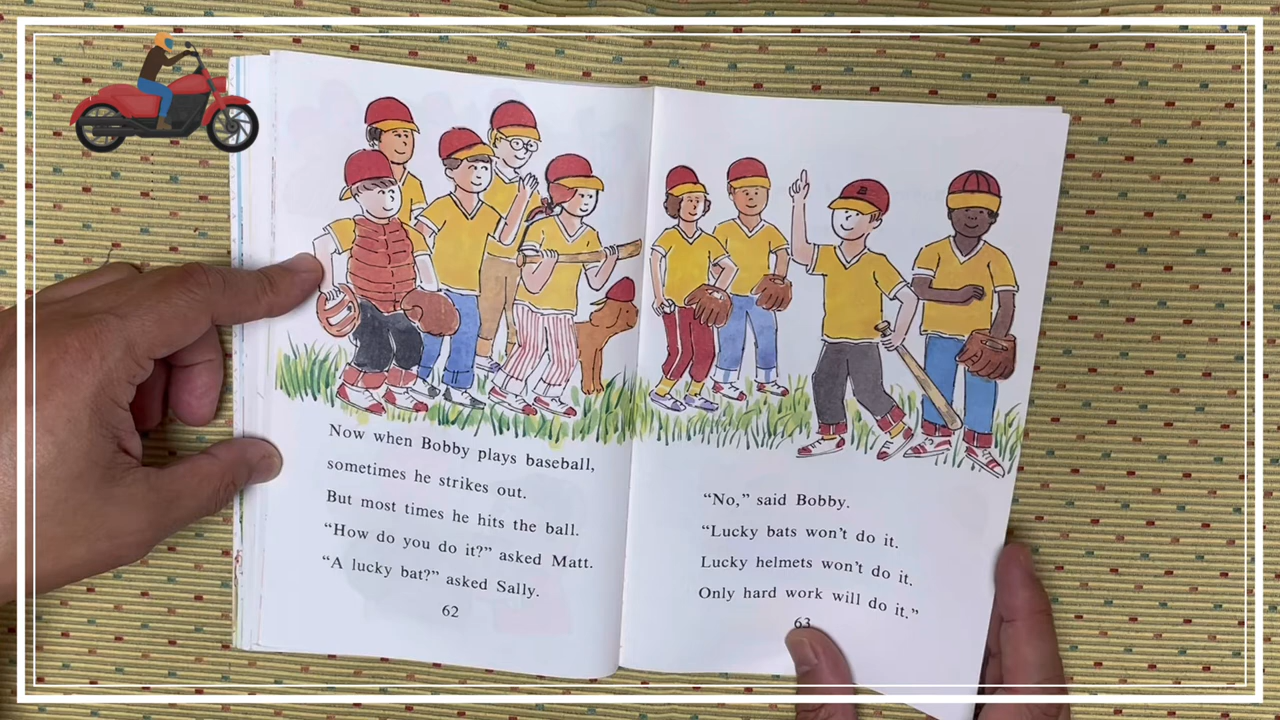 Now when Bobby plays baseball,
sometimes he strikes out.
But most times he hits the ball.
“How do you do it?” asked Matt.
“A lucky bat?” asked Sally.
62
“No,” said Bobby.
“Lucky bats won’t do it.
Lucky helmets won’t do it.
Only hard work will do it.”
63
B